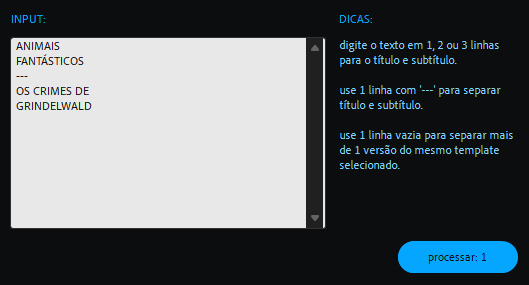 INPUT:
ANIMAIS
FANTÁSTICOS
---
OS CRIMES DE
GRINDELWALD
DICAS:
digite o texto em 1, 2 ou 3 linhas
para o título e subtítulo.
use 1 linha com '---' para separar
título e subtítulo.
use 1 linha vazia para separar mais
de 1 versão do mesmo template
selecionado.
processar: 1